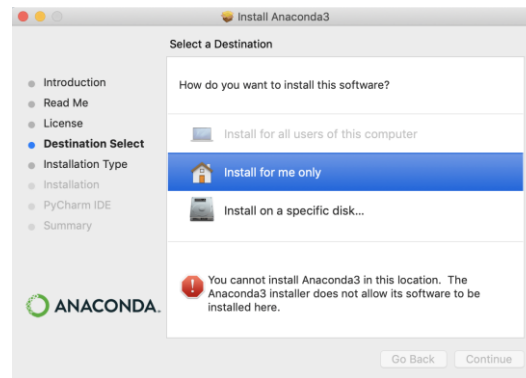 Install Anaconda3
Select a Destination
Introduction
Read Me
License
Destination Select
Installation Type
Installation
PyCharm IDE
Summary
How do you want to install this software?
Install for all users of this computer
Install for me only
Install on a specific disk...
You cannot install Anaconda3 in this location. The
Anaconda3 installer does not allow its software to be
installed here.
ANACONDA.
Go Back
Continue